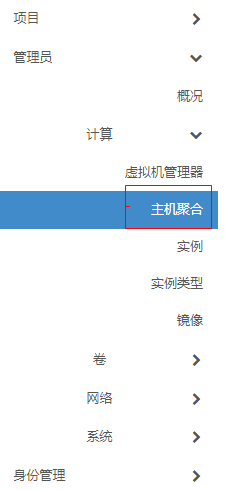 项目
管理员
概况
计算
虚拟机管理器
主机聚合
实例
实例类型
镜像
卷
网络
系统
身份管理